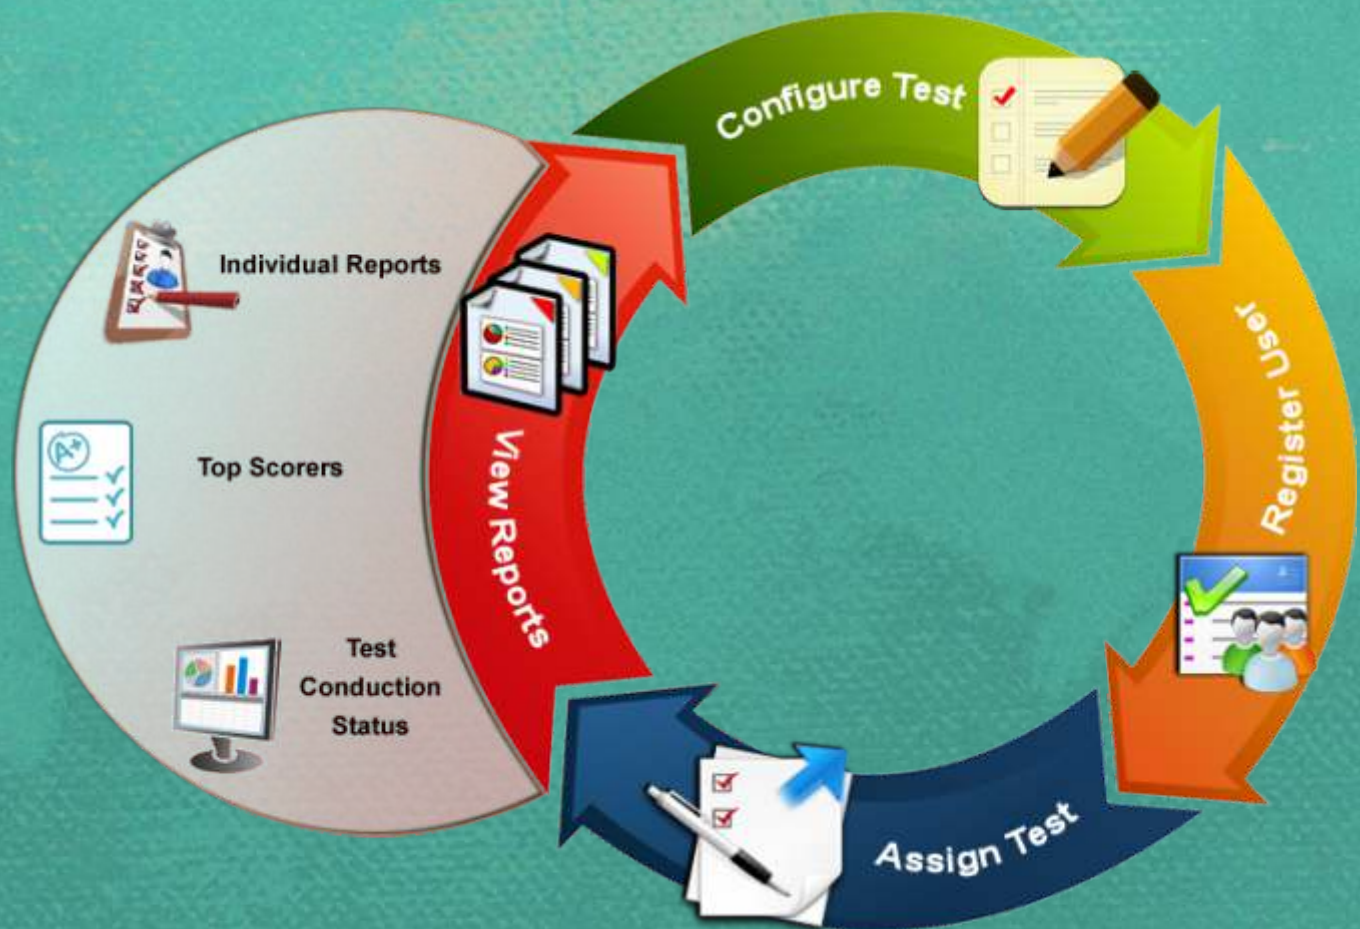 Configure Test
Register User
Assign Test
View Reports
Individual Reports
Top Scorers
Test
Conduction
Status
A+